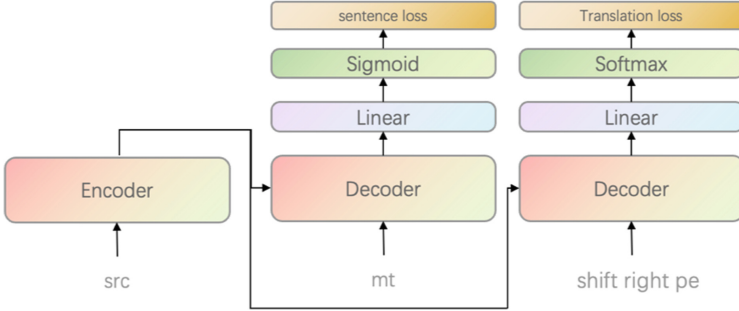 sentence loss
Translation loss
Sigmoid
Softmax
Linear
Linear
Encoder
Decoder
Decoder
src
mt
shift right pe